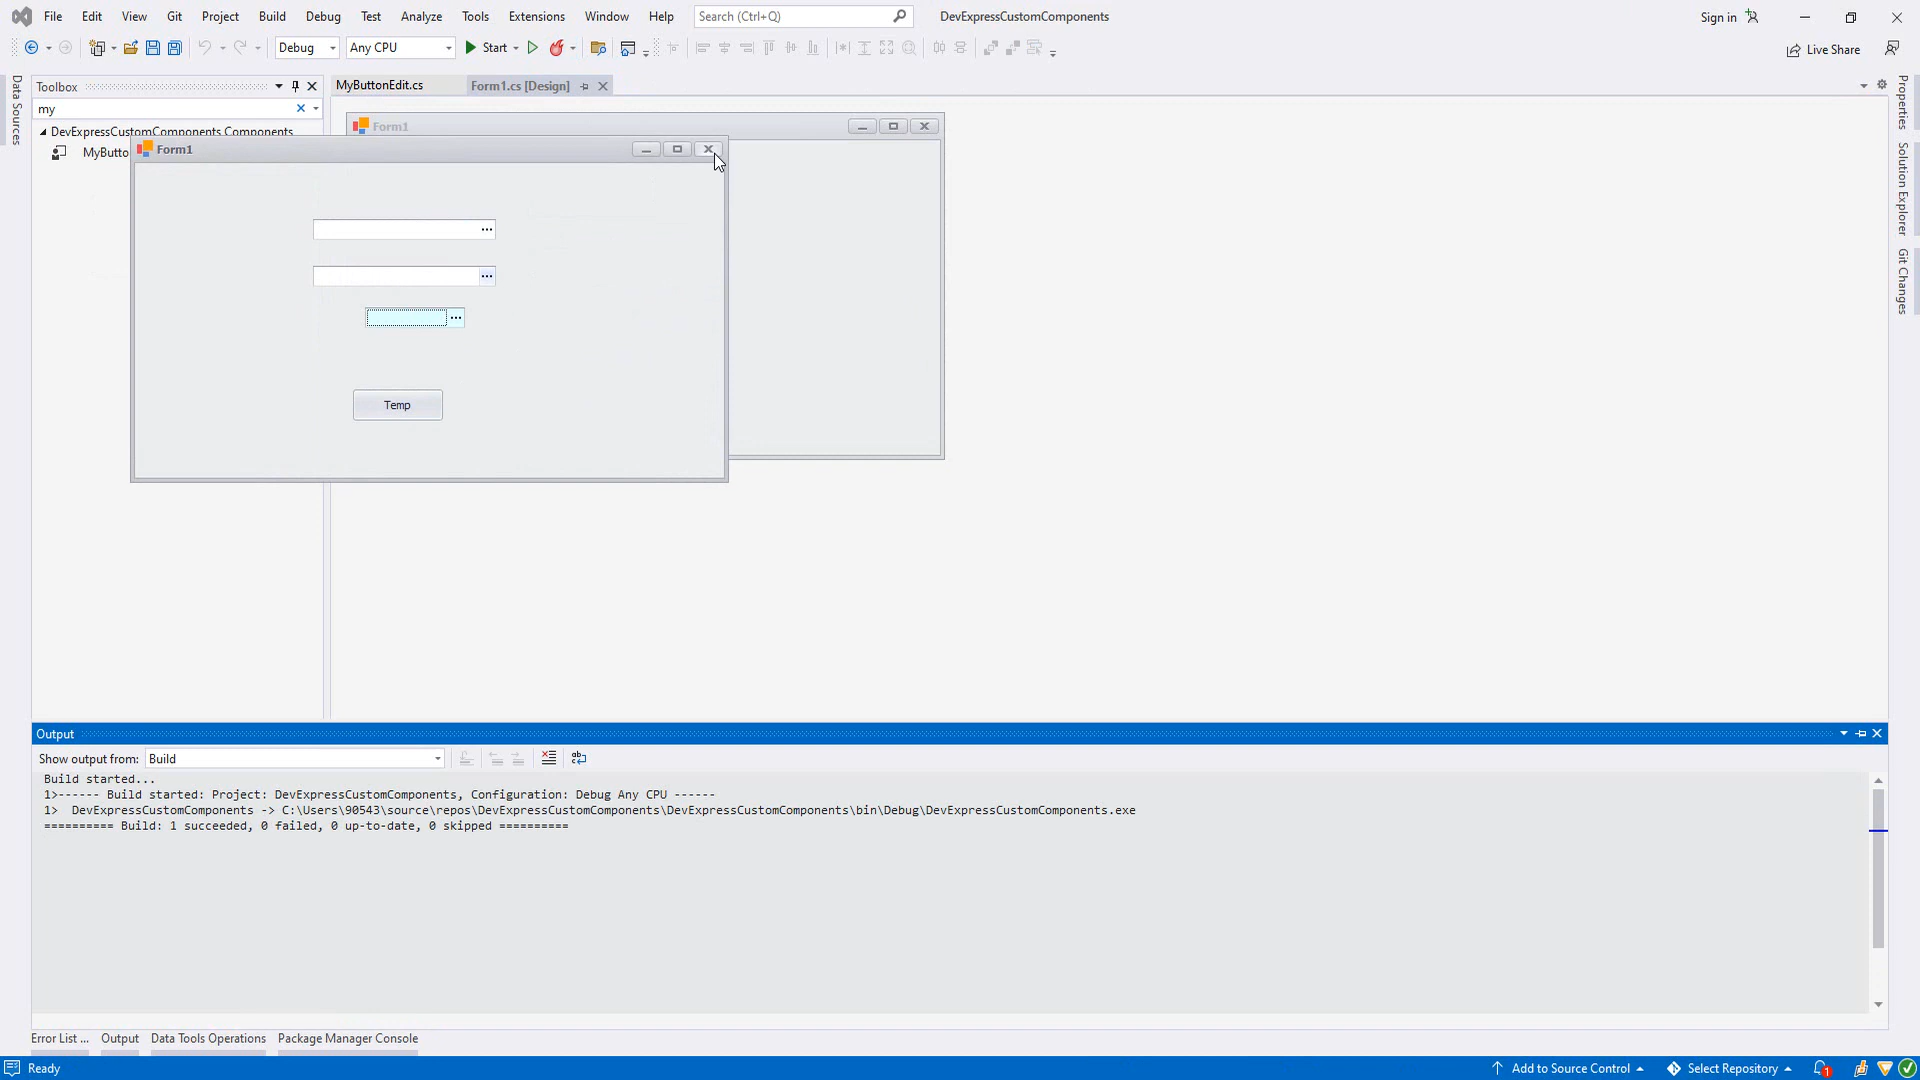 File Edit View Git Project Build Debug Test Analyze Tools Extensions Window Help Search (Ctrl+Q) DevExpressCustomComponents Sign in
Debug Any CPU Start Live Share
Data Sources
Toolbox
my
DevExpressCustomComponents Components
MyButto
MyButtonEdit.cs Form1.cs [Design]
Form1
Form1
Temp
Properties
Solution Explorer
Git Changes
Output
Show output from: Build
Build started...
1>------ Build started: Project: DevExpressCustomComponents, Configuration: Debug Any CPU ------
1>  DevExpressCustomComponents -> C:\Users\90543\source\repos\DevExpressCustomComponents\DevExpressCustomComponents\bin\Debug\DevExpressCustomComponents.exe
========== Build: 1 succeeded, 0 failed, 0 up-to-date, 0 skipped ==========
Error List ... Output Data Tools Operations Package Manager Console
Ready Add to Source Control Select Repository 1